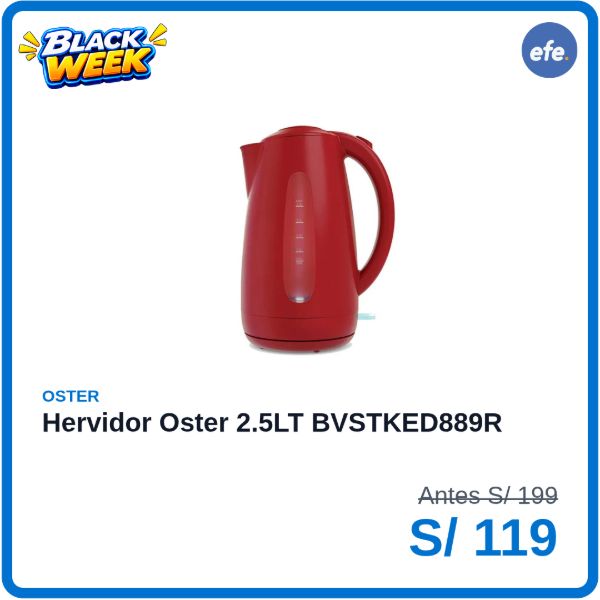 BLACK
WEEK
efe.
OSTER
Hervidor Oster 2.5LT BVSTKED889R
Antes S/ 199
S/ 119